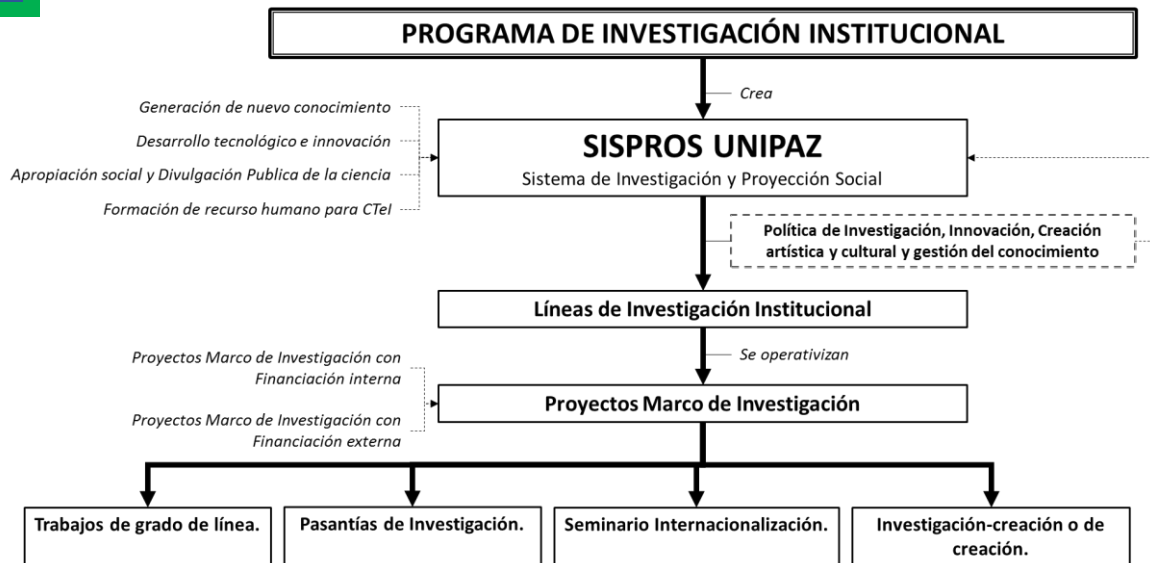 PROGRAMA DE INVESTIGACIÓN INSTITUCIONAL
Crea
Generación de nuevo conocimiento
Desarrollo tecnológico e innovación
Apropiación social y Divulgación Publica de la ciencia
Formación de recurso humano para CTeI
SISPROS UNIPAZ
Sistema de Investigación y Proyección Social
Política de Investigación, Innovación, Creación
artística y cultural y gestión del conocimiento
Líneas de Investigación Institucional
Se operativizan
Proyectos Marco de Investigación con
Financiación interna
Proyectos Marco de Investigación con
Financiación externa
Proyectos Marco de Investigación
Trabajos de grado de línea.
Pasantías de Investigación.
Seminario Internacionalización.
Investigación-creación o de
creación.